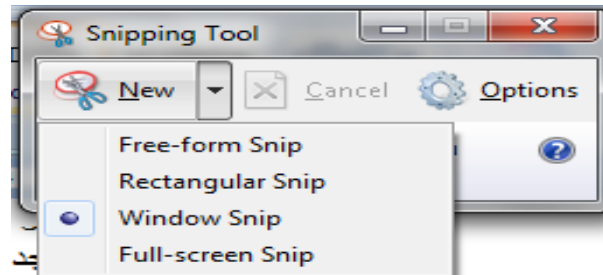 Snipping Tool
New Cancel Options
Free-form Snip
Rectangular Snip
Window Snip
Full-screen Snip